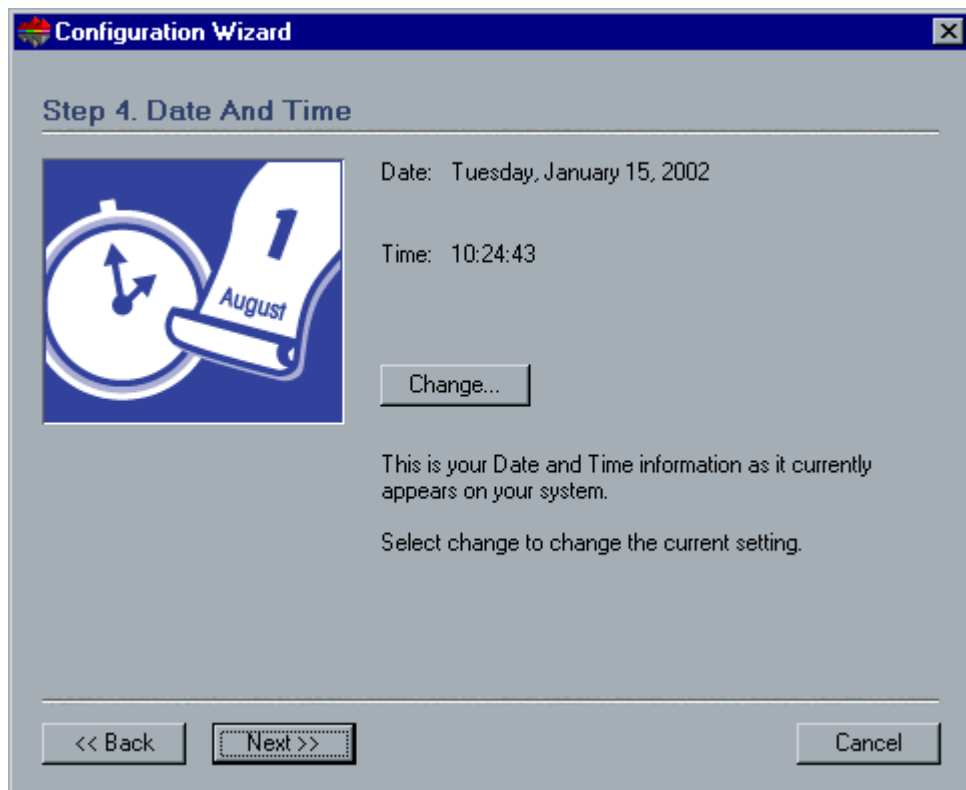 Configuration Wizard
Step 4. Date And Time
1
August
Date: Tuesday, January 15, 2002
Time: 10:24:43
Change...
This is your Date and Time information as it currently
appears on your system.
Select change to change the current setting.
<< Back Next >> Cancel